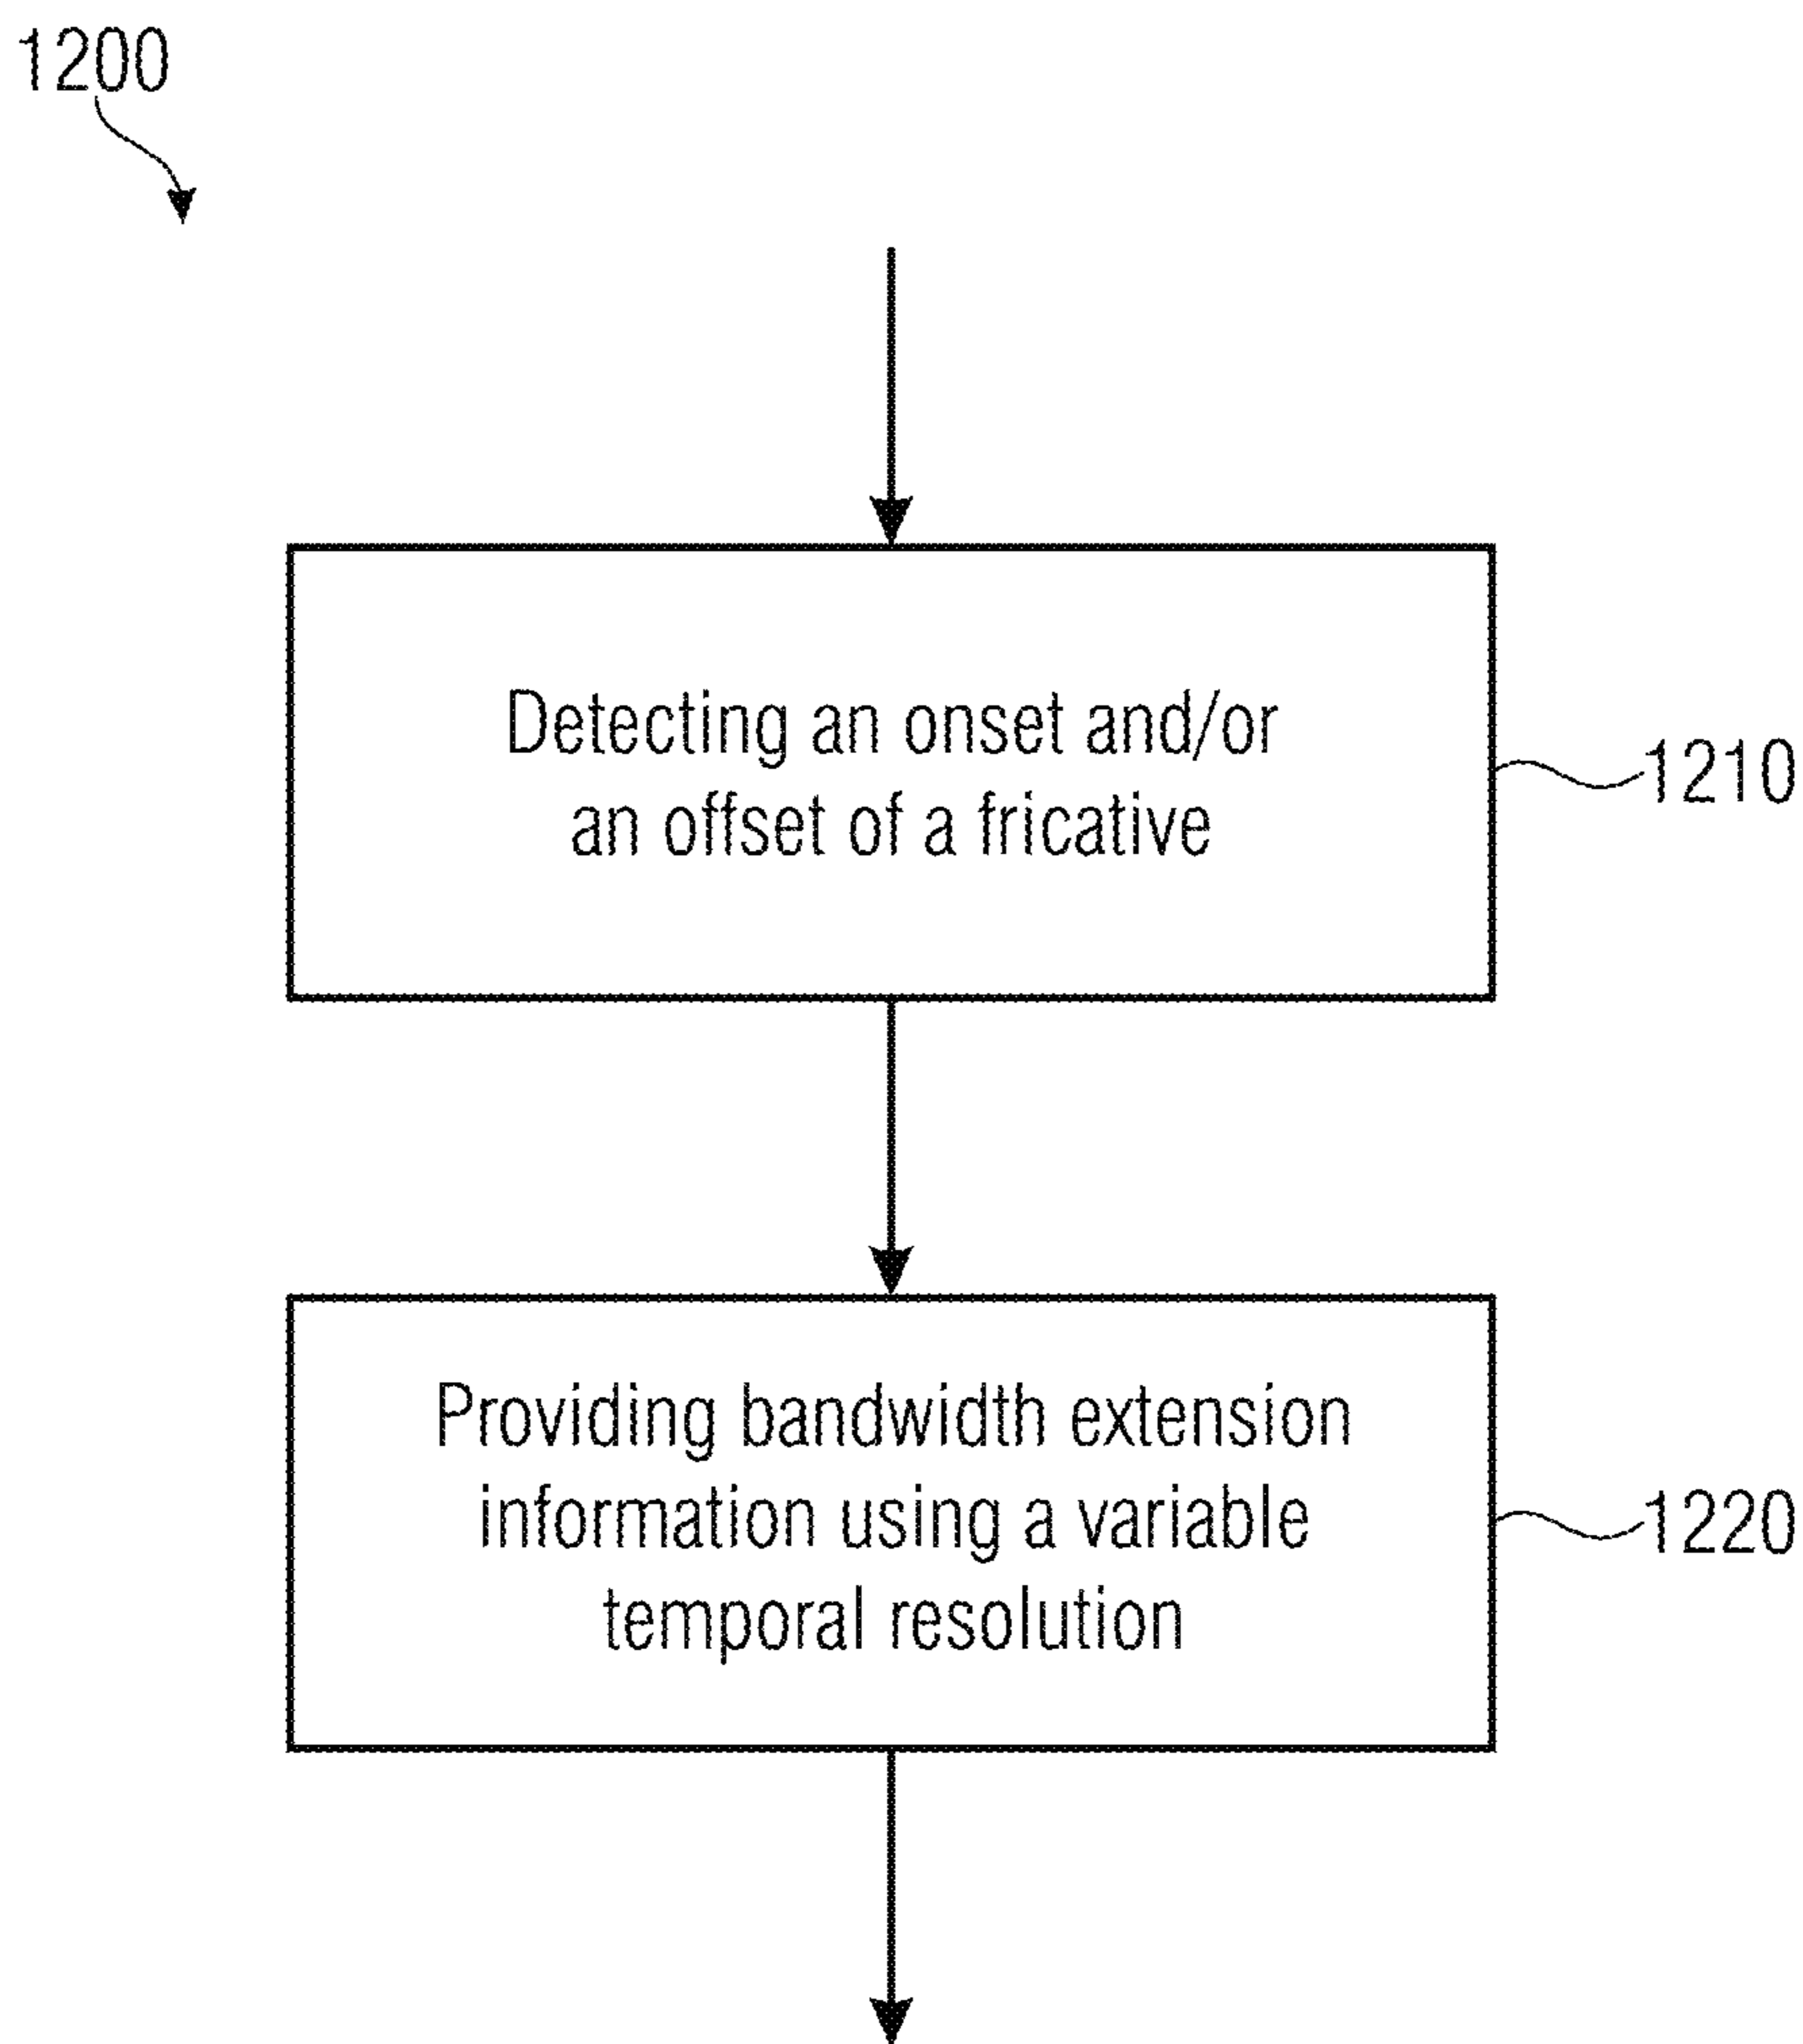 1200
Detecting an onset and/or
an offset of a fricative
1210
Providing bandwidth extension
information using a variable
temporal resolution
1220